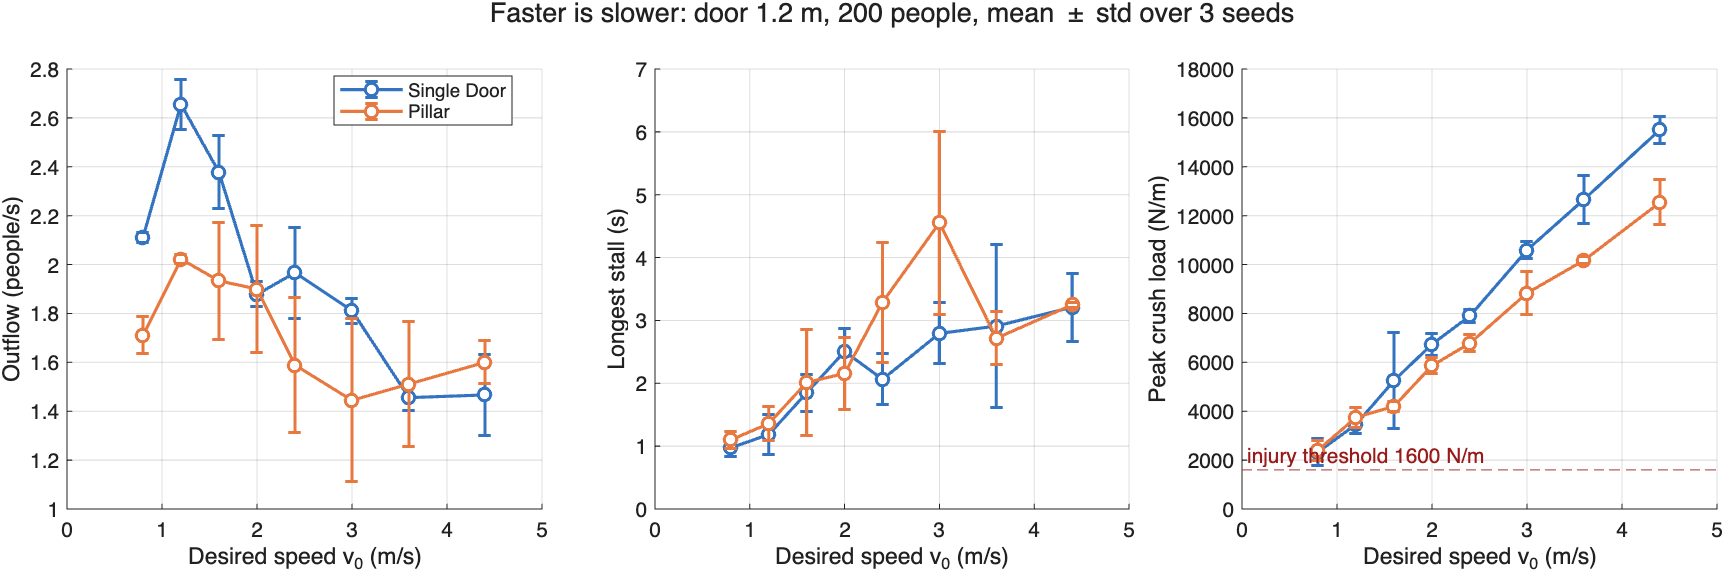 Faster is slower: door 1.2 m, 200 people, mean ± std over 3 seeds
Outflow (people/s)
2.8
2.6
2.4
2.2
2
1.8
1.6
1.4
1.2
1
0 1 2 3 4 5
Desired speed v₀ (m/s)
Single Door
Pillar
Longest stall (s)
7
6
5
4
3
2
1
0
0 1 2 3 4 5
Desired speed v₀ (m/s)
Peak crush load (N/m)
18000
16000
14000
12000
10000
8000
6000
4000
2000
0
injury threshold 1600 N/m
0 1 2 3 4 5
Desired speed v₀ (m/s)